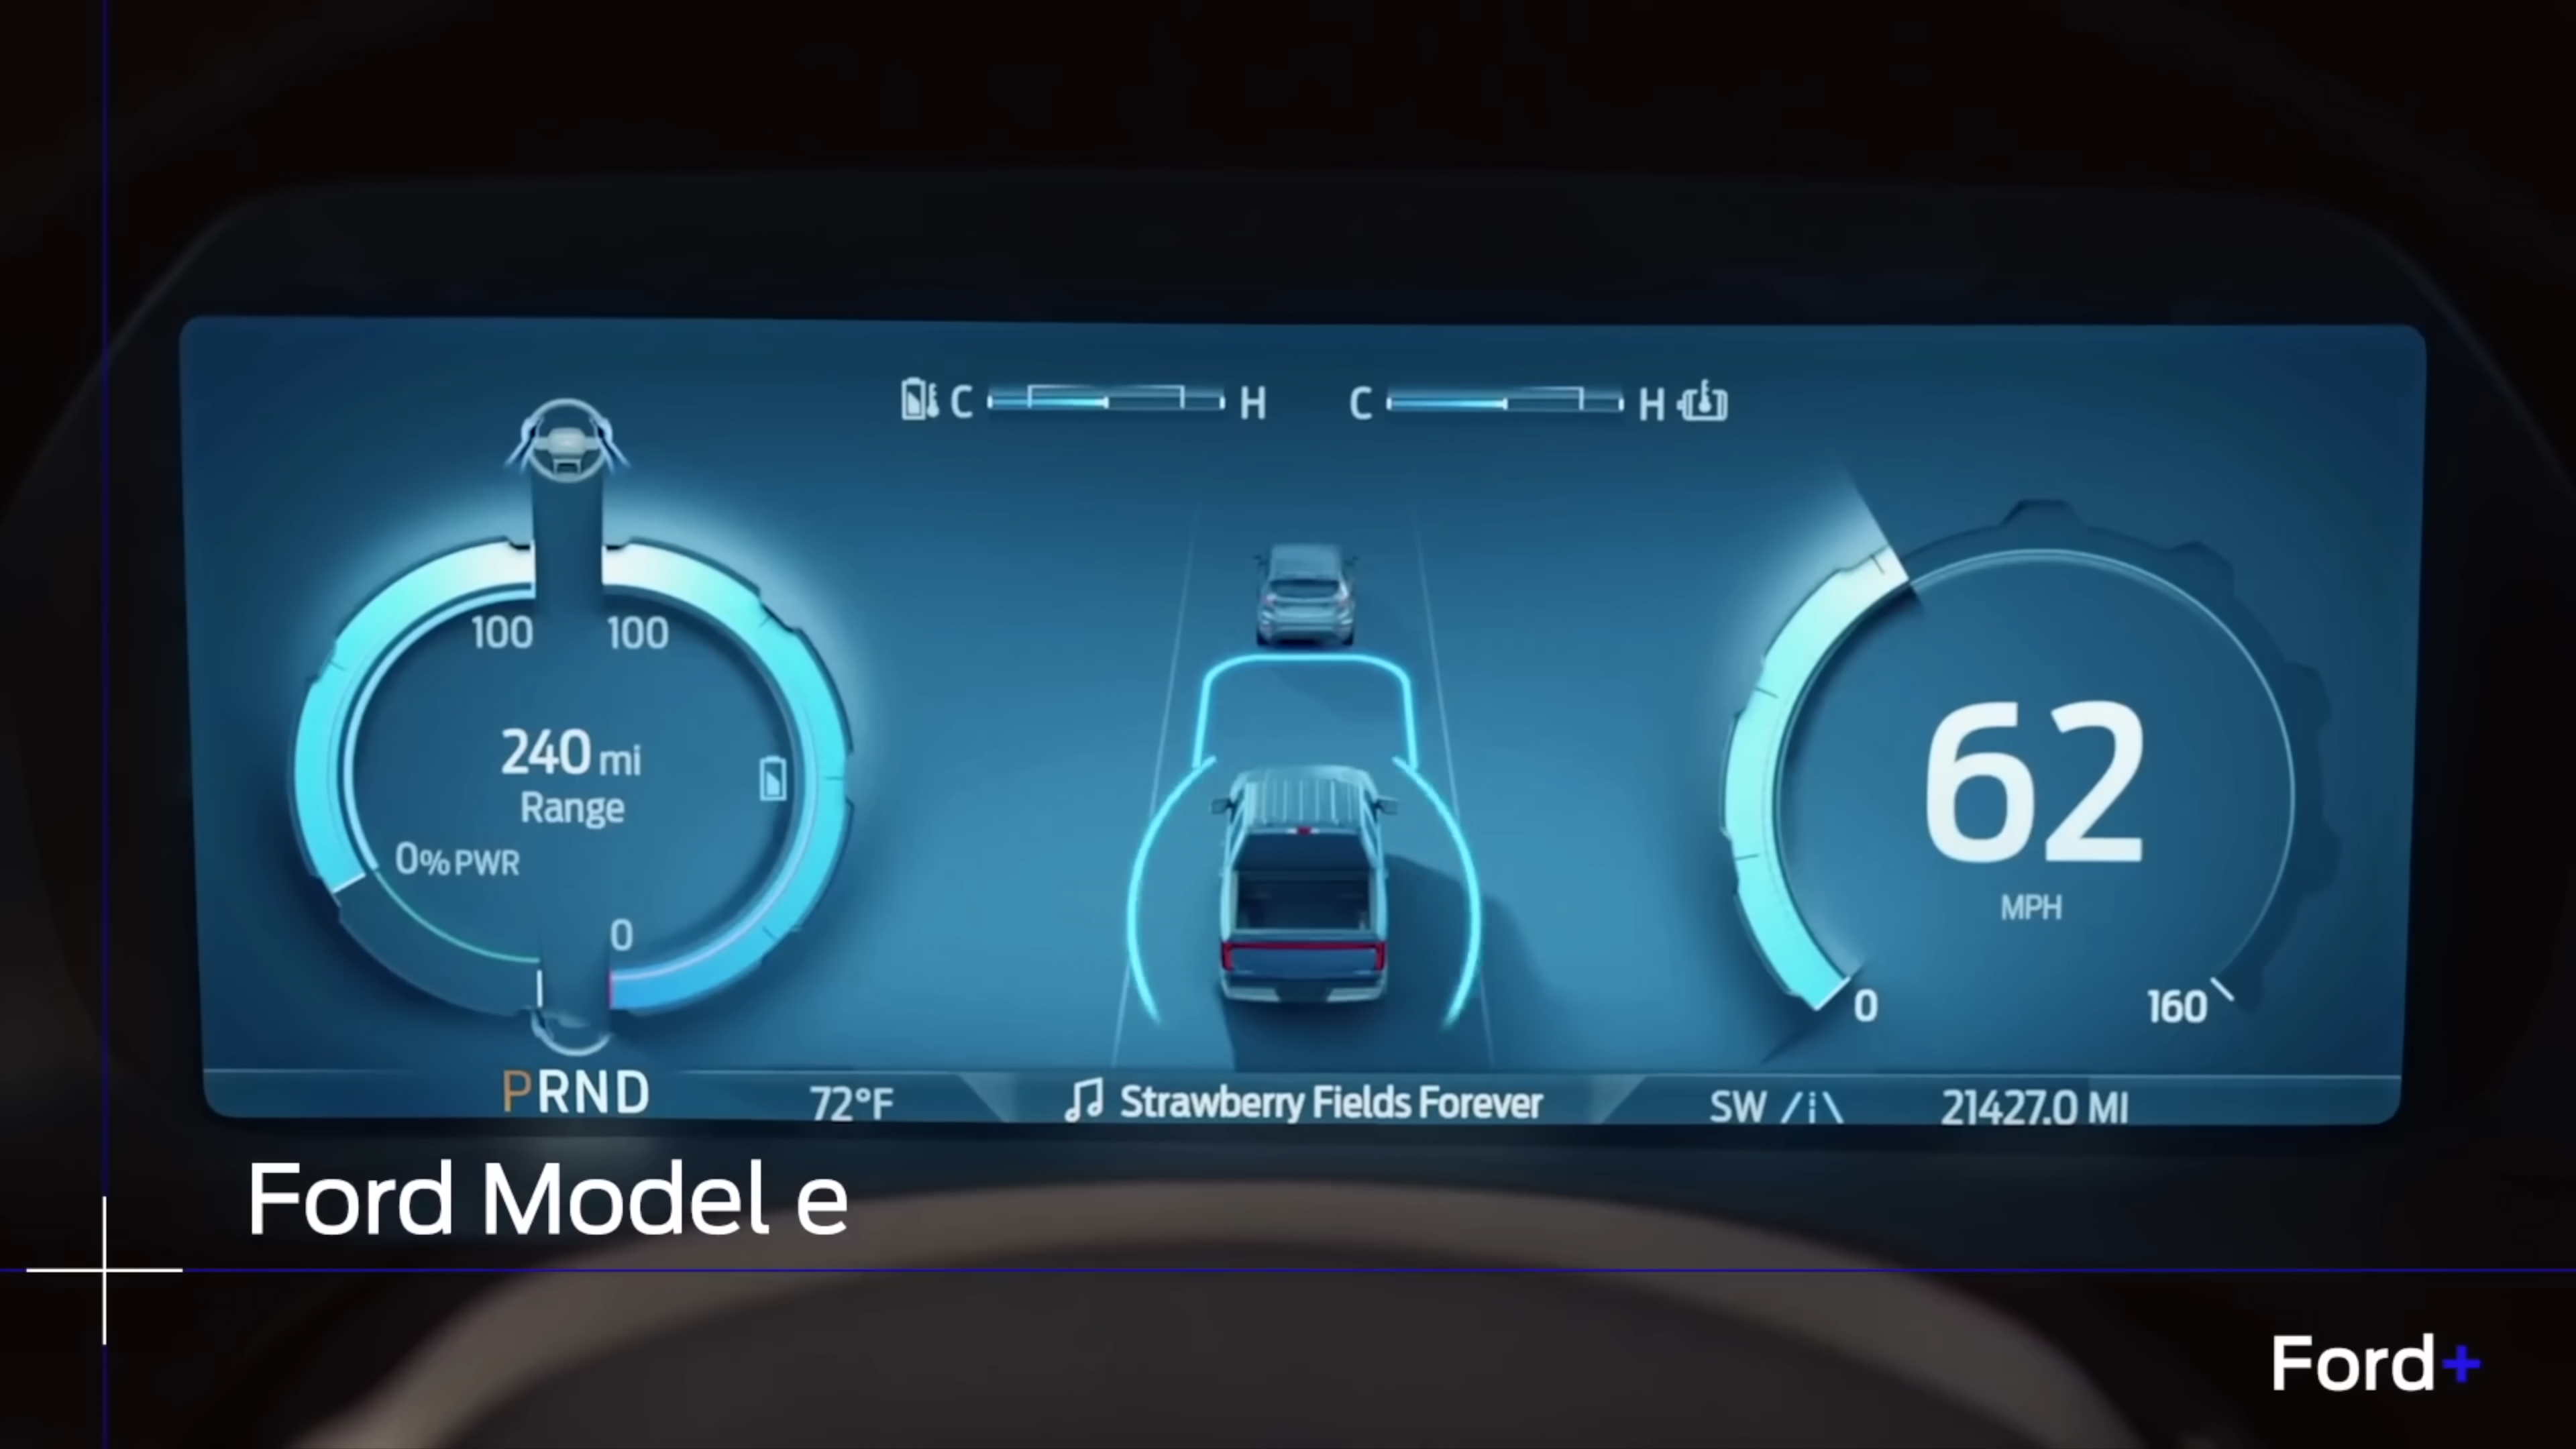 C H
C H
100 100
240 mi
Range
0% PWR
0
62
MPH
0
160
PRND
72°F
Strawberry Fields Forever
SW
21427.0 MI
Ford Model e
Ford+